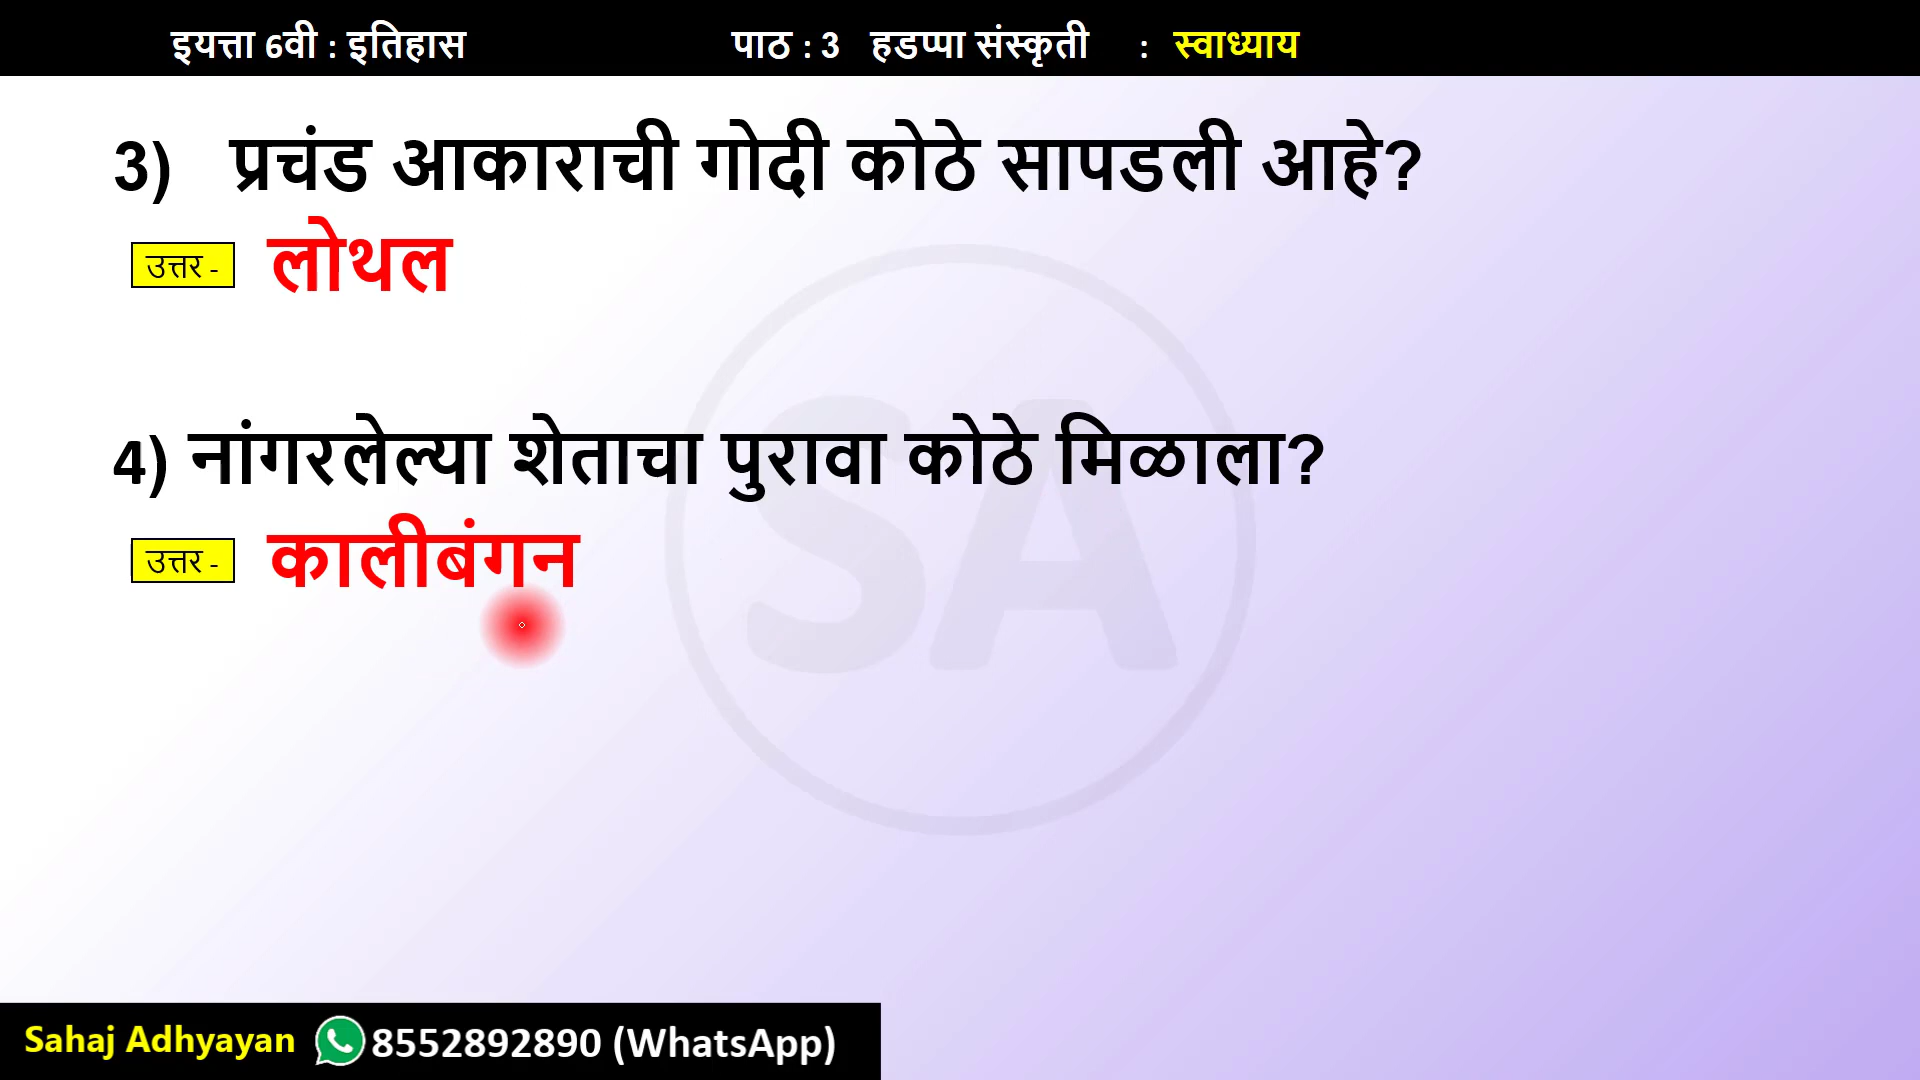 इयत्ता 6वी : इतिहास पाठ : 3 हडप्पा संस्कृती : स्वाध्याय
3) प्रचंड आकाराची गोदी कोठे सापडली आहे?
उत्तर - लोथल
4) नांगरलेल्या शेताचा पुरावा कोठे मिळाला?
उत्तर - कालीबंगन
SA
Sahaj Adhyayan 8552892890 (WhatsApp)